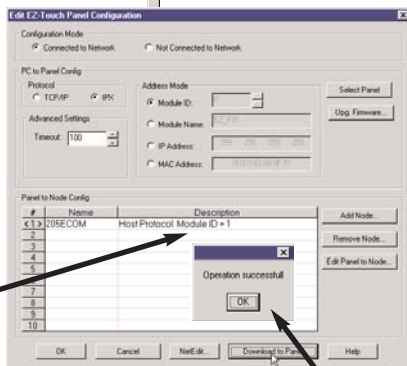 Edit EZ-Touch Panel Configuration
Configuration Mode
Connected to Network
Not Connected to Network
PC to Panel Config
Protocol
TCP/IP
IPX
Advanced Settings
Timeout: 100
Address Mode
Module ID:
Module Name:
IP Address: 255 255 255 255
MAC Address:
Select Panel
Upg. Firmware...
Panel to Node Config
# Name Description
<1> 205ECOM Host Protocol: Module ID = 1
2
3
4
5
6
7
8
9
10
Add Node...
Remove Node...
Edit Panel to Node...
Operation successfull
OK
OK
Cancel
NetEdit...
Download to Panel
Help